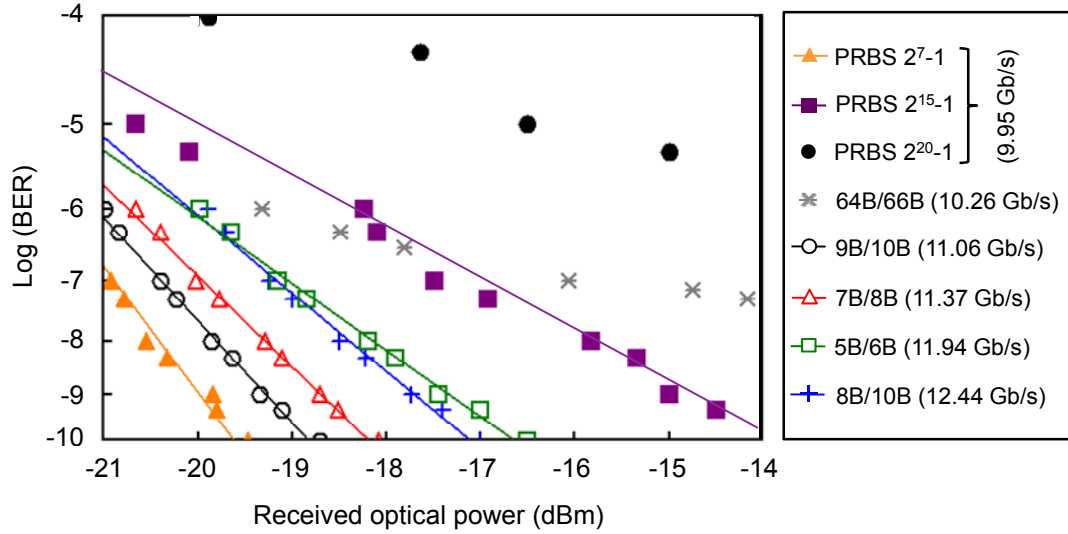 -4
-5
-6
-7
-8
-9
-10
Log (BER)
-21 -20 -19 -18 -17 -16 -15 -14
Received optical power (dBm)
PRBS 2⁷-1
PRBS 2¹⁵-1
PRBS 2²⁰-1
(9.95 Gb/s)
64B/66B (10.26 Gb/s)
9B/10B (11.06 Gb/s)
7B/8B (11.37 Gb/s)
5B/6B (11.94 Gb/s)
8B/10B (12.44 Gb/s)